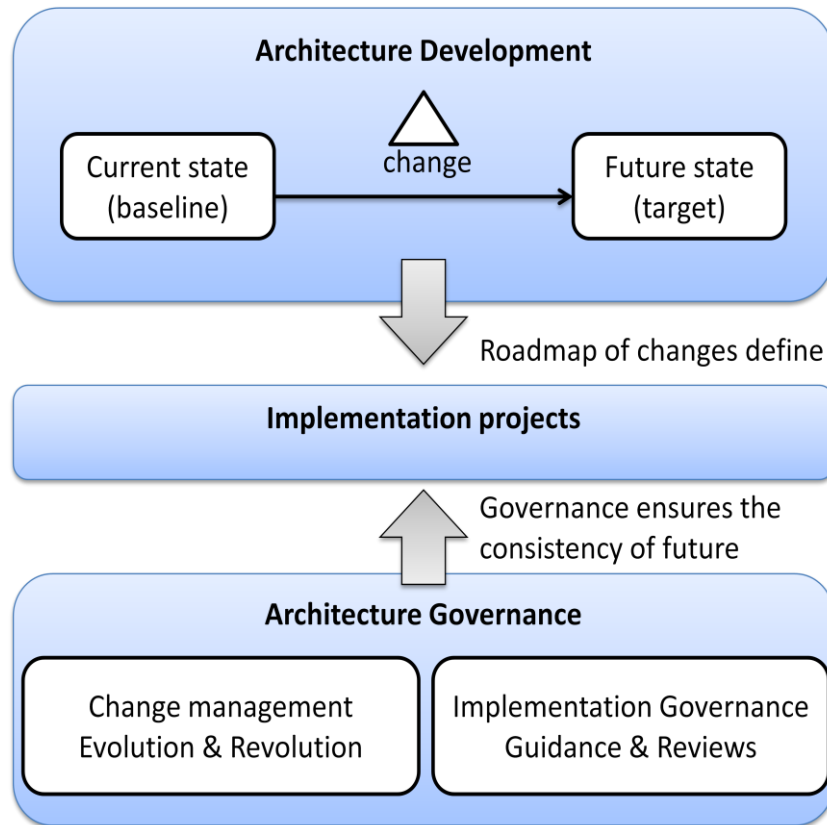 Architecture Development
change
Current state
(baseline)
Future state
(target)
Roadmap of changes define
Implementation projects
Governance ensures the
consistency of future
Architecture Governance
Change management
Evolution & Revolution
Implementation Governance
Guidance & Reviews